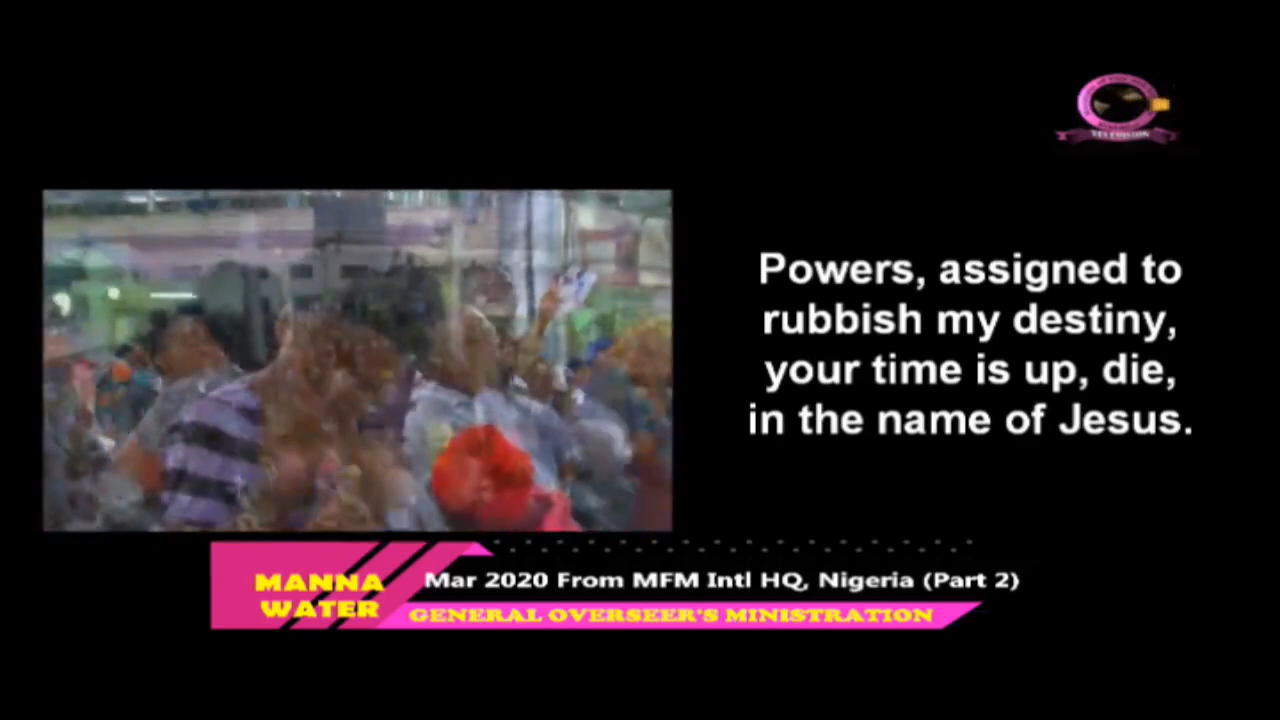 TELEVISION
Powers, assigned to
rubbish my destiny,
your time is up, die,
in the name of Jesus.
MANNA
WATER
Mar 2020 From MFM Intl HQ, Nigeria (Part 2)
GENERAL OVERSEER'S MINISTRATION